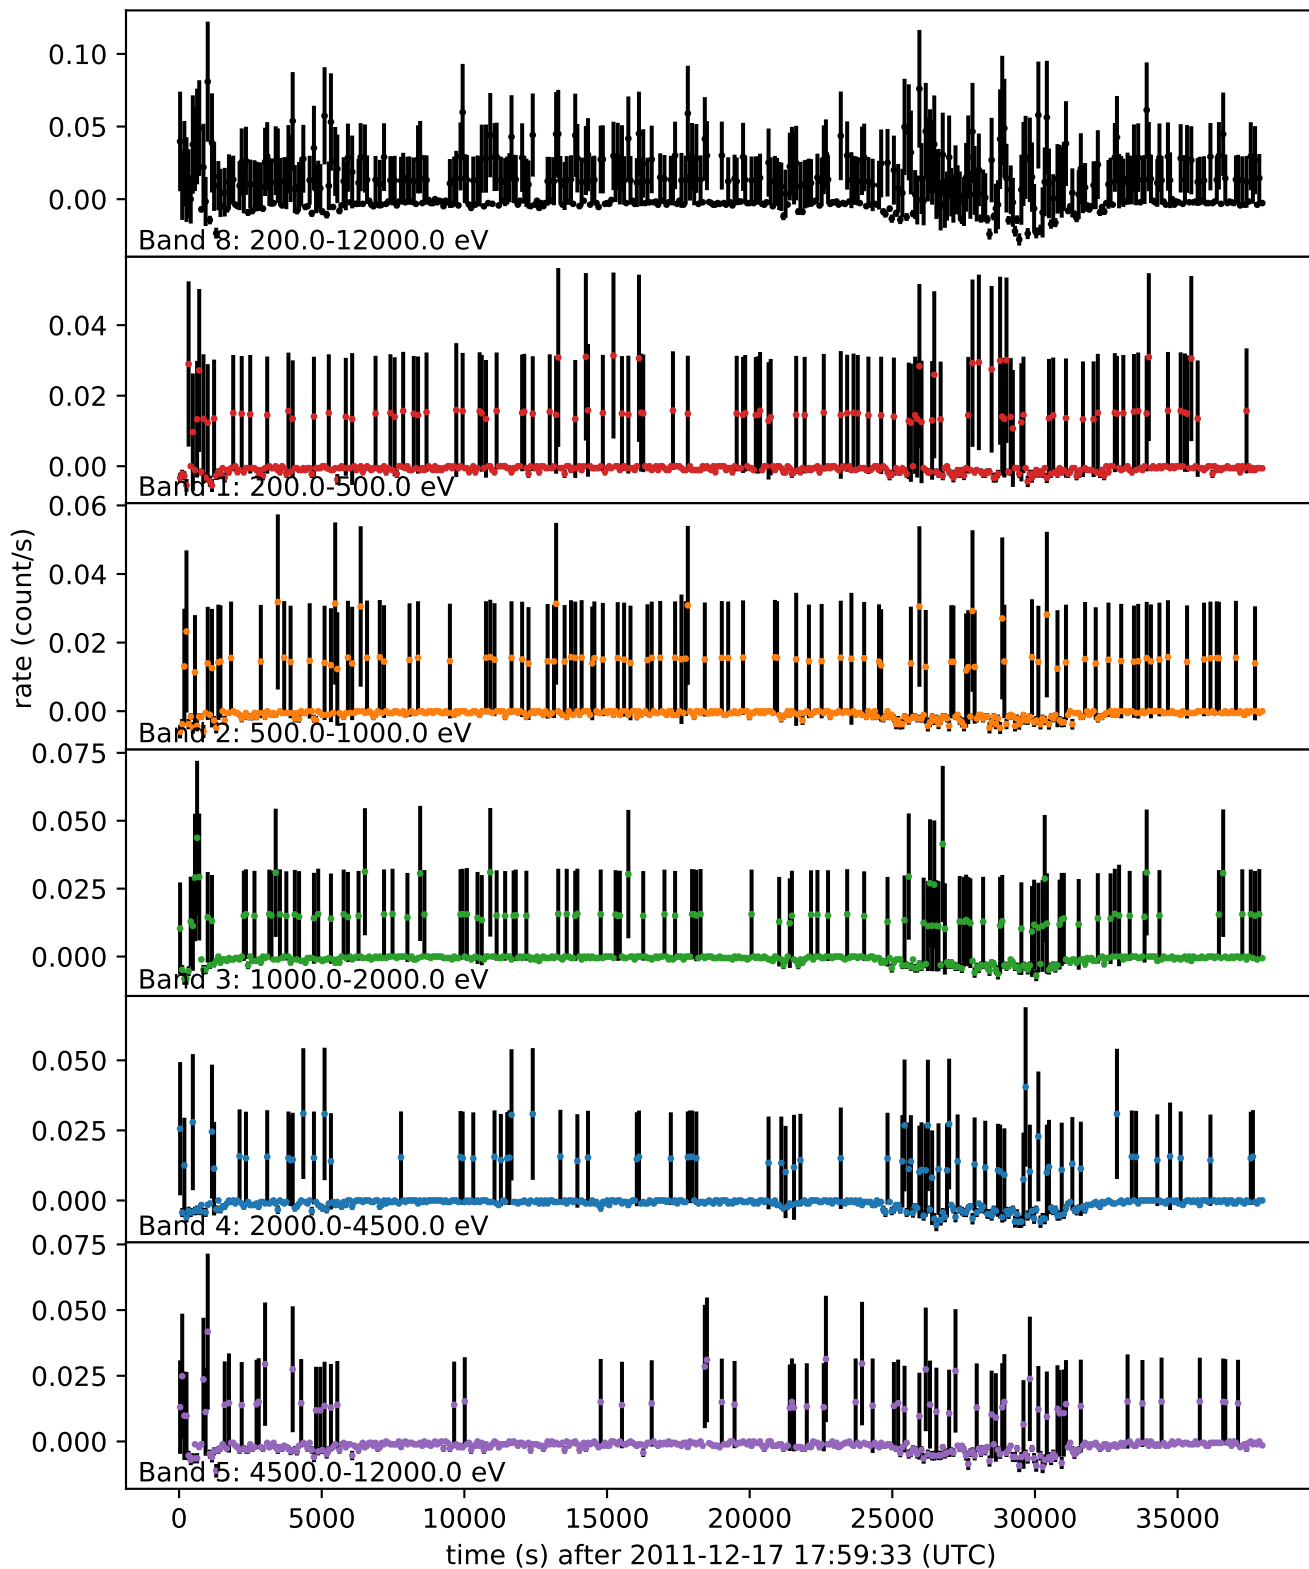 0.10
0.05
0.00
Band 8: 200.0-12000.0 eV
0.04
0.02
0.00
Band 1: 200.0-500.0 eV
0.06
0.04
0.02
0.00
Band 2: 500.0-1000.0 eV
rate (count/s)
0.075
0.050
0.025
0.000
Band 3: 1000.0-2000.0 eV
0.050
0.025
0.000
Band 4: 2000.0-4500.0 eV
0.075
0.050
0.025
0.000
Band 5: 4500.0-12000.0 eV
0 5000 10000 15000 20000 25000 30000 35000
time (s) after 2011-12-17 17:59:33 (UTC)